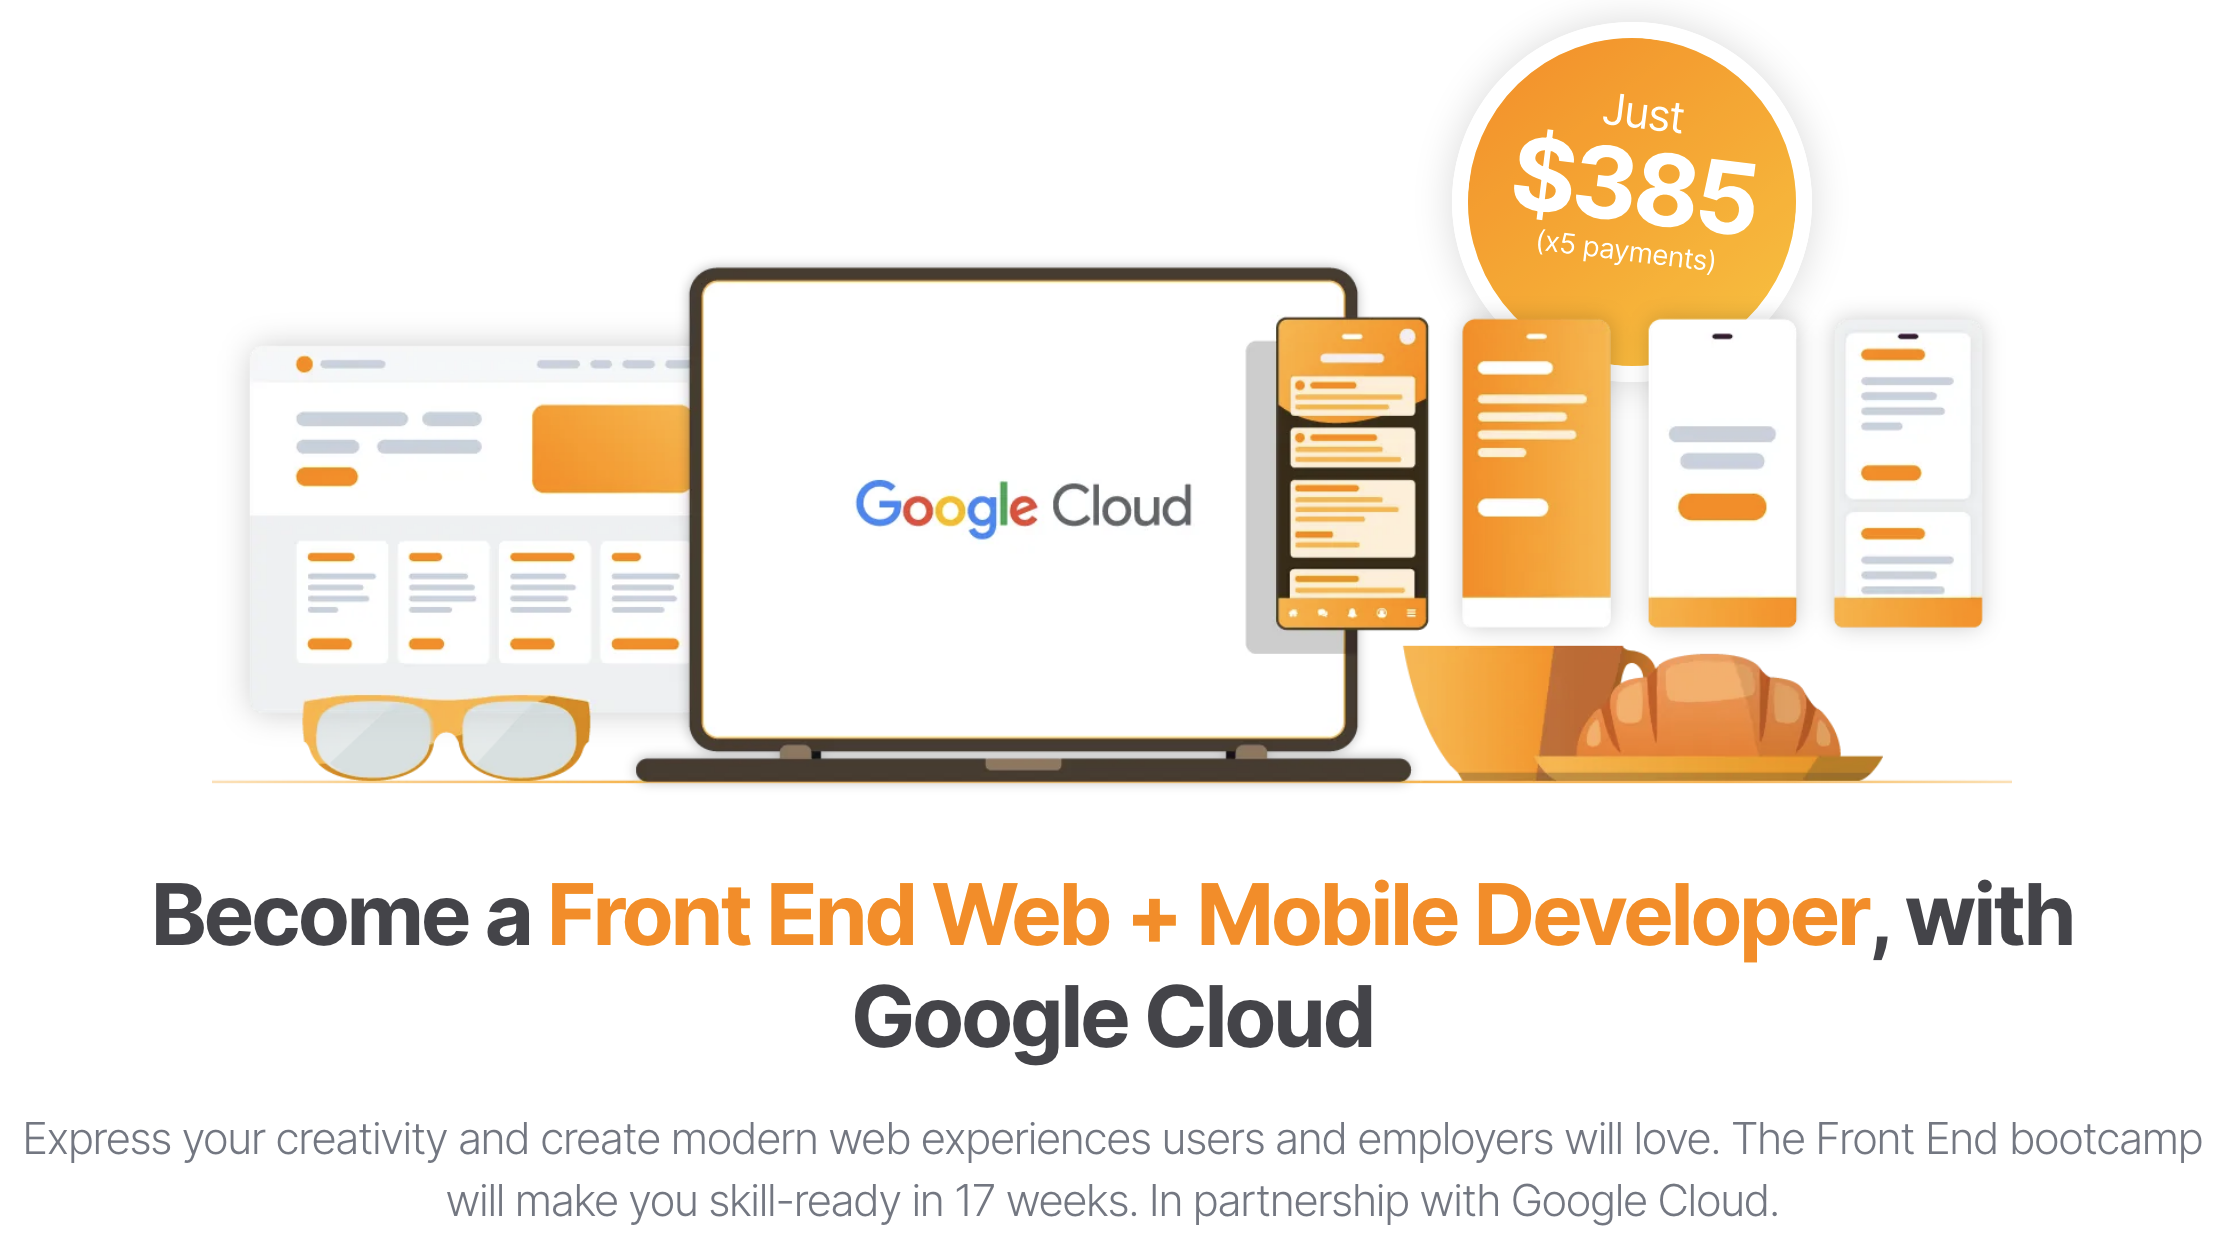 Just
$385
(x5 payments)
Google Cloud
Become a Front End Web + Mobile Developer, with
Google Cloud
Express your creativity and create modern web experiences users and employers will love. The Front End bootcamp
will make you skill-ready in 17 weeks. In partnership with Google Cloud.